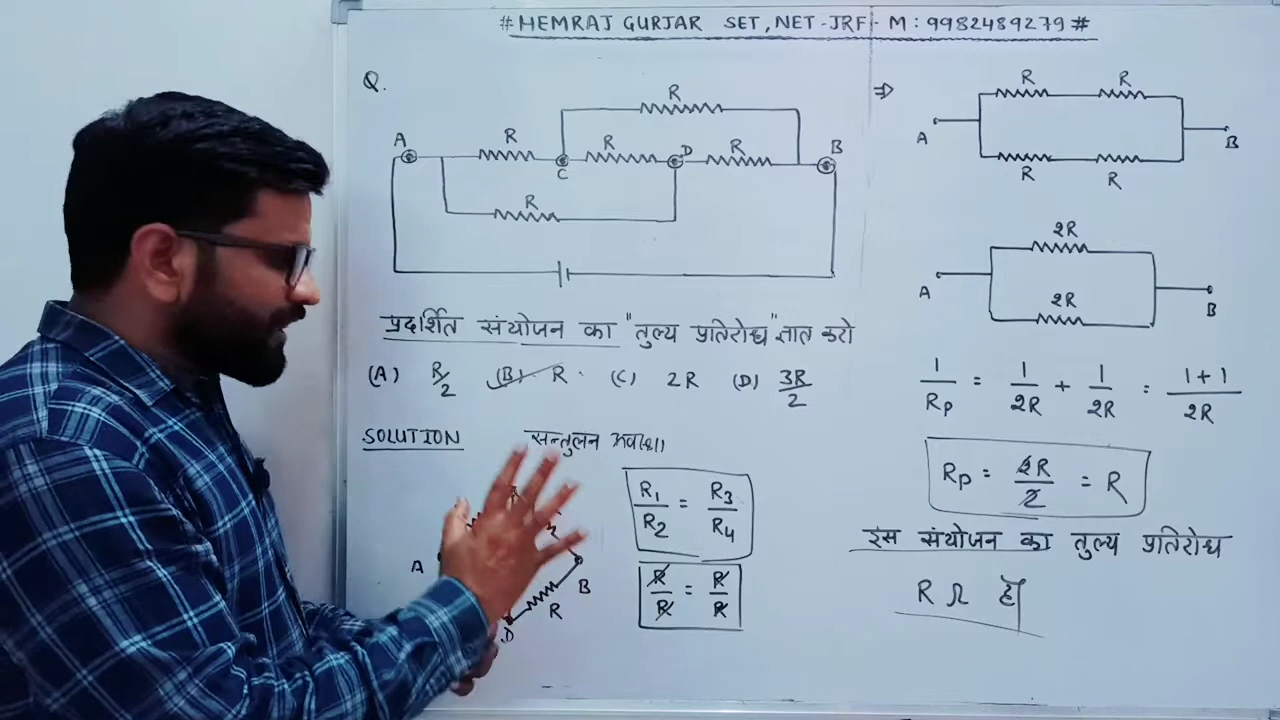 # HEMRAJ GURJAR SET, NET-JRF - M: 9982489279 #
Q.
R
A R C R D R B
R
प्रदर्शित संयोजन का "तुल्य प्रतिरोध" ज्ञात करो
(A) R/2 (B) R (C) 2R (D) 3R/2
SOLUTION सन्तुलन
R1/R2 = R3/R4
R/R = R/R
A B
R
D
⇒ R R
A B
R R
2R
A B
2R
1/RP = 1/2R + 1/2R = 1+1/2R
RP = 2R/2 = R
इस संयोजन का तुल्य प्रतिरोध
R Ω है